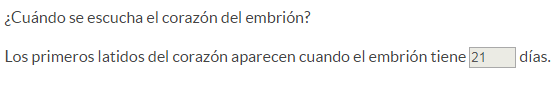 ¿Cuándo se escucha el corazón del embrión?
Los primeros latidos del corazón aparecen cuando el embrión tiene 21 días.